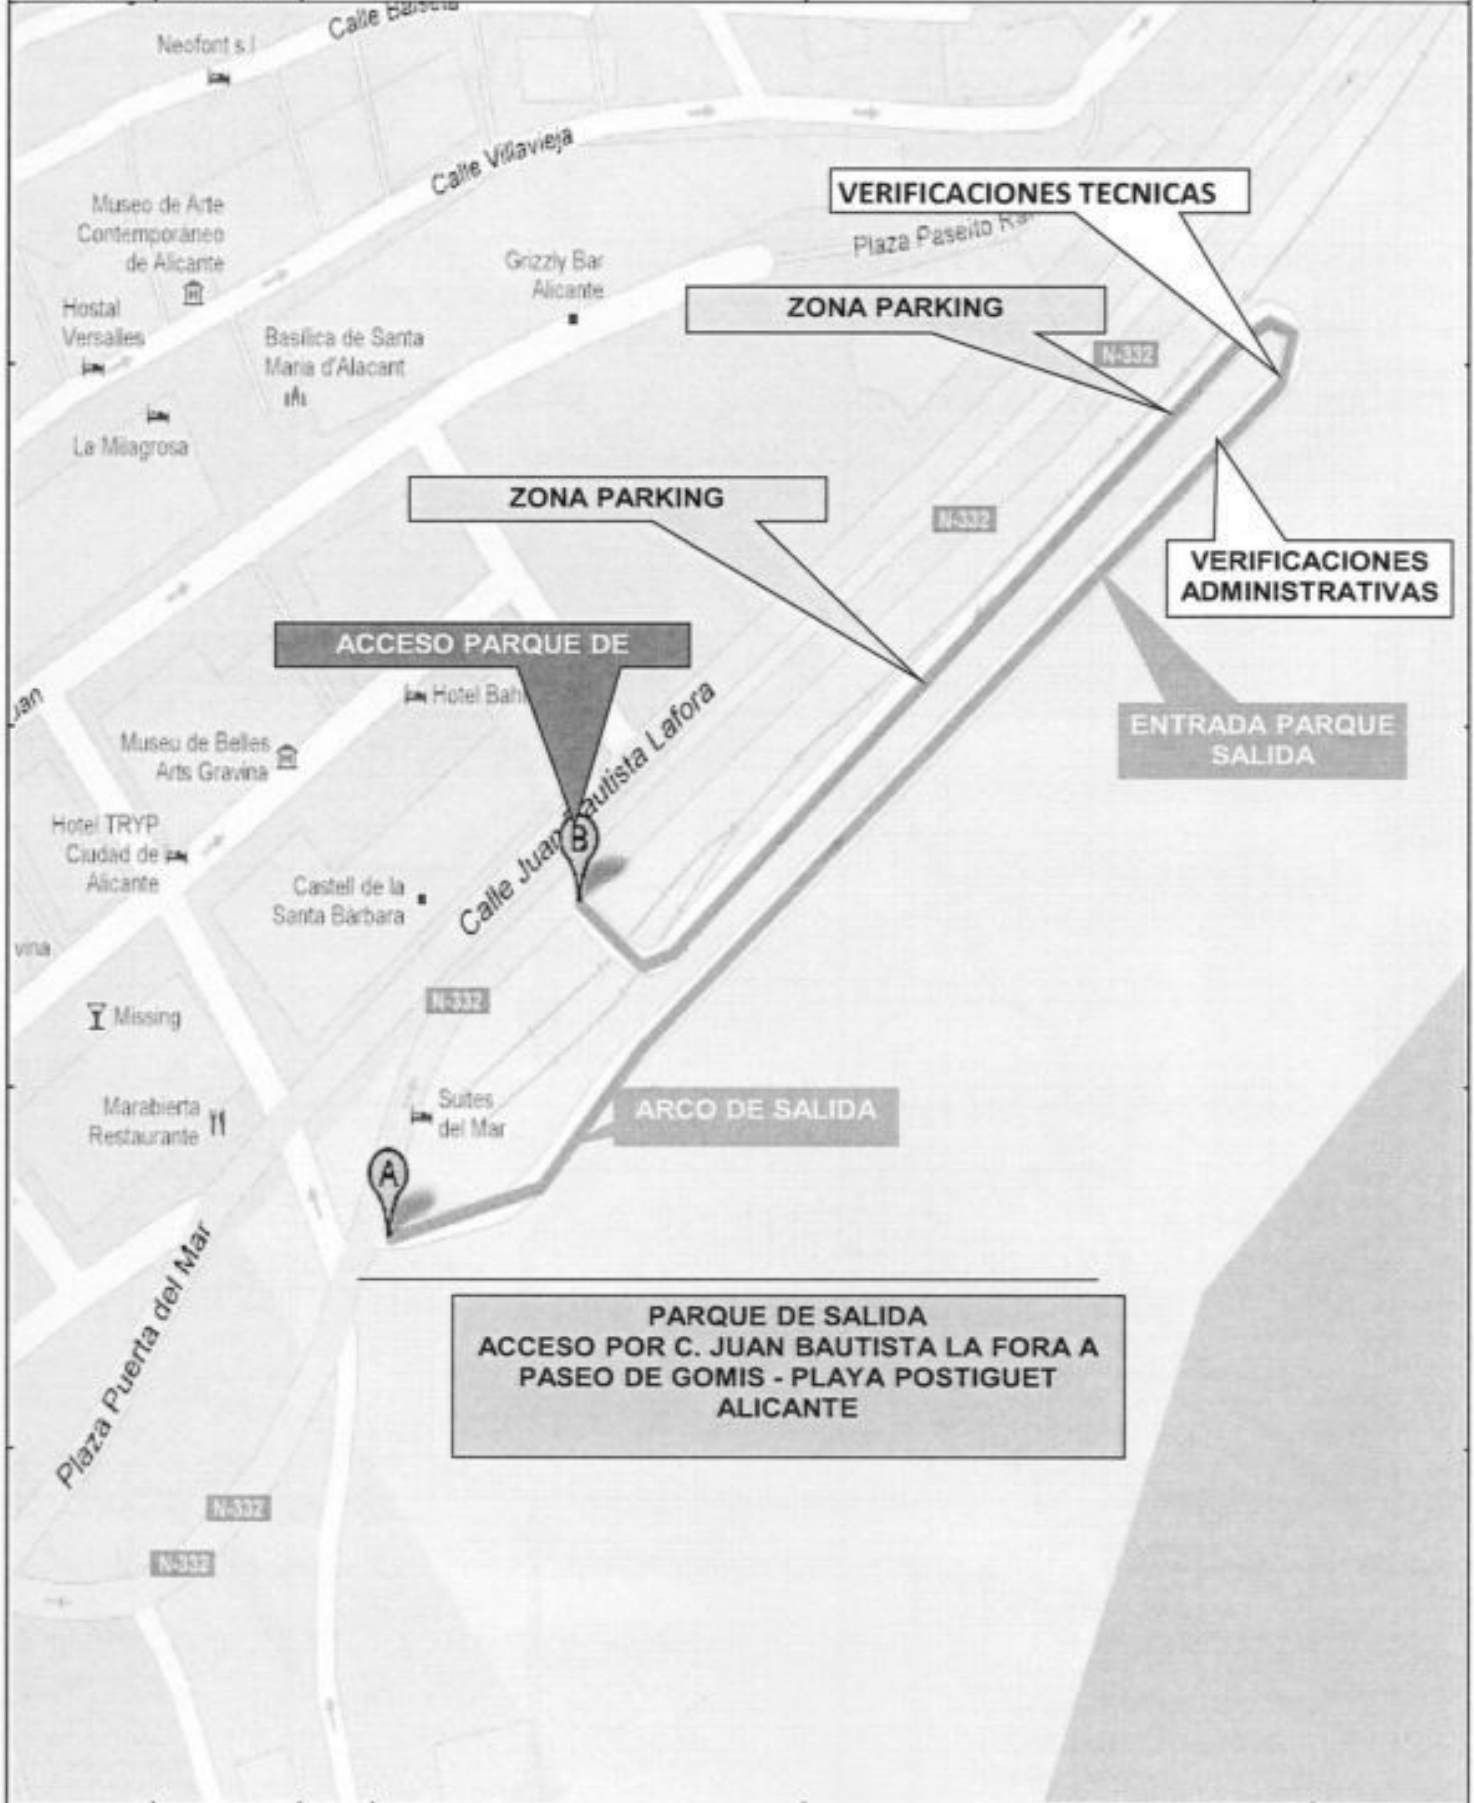 Neofont s.l
Calle Villavieja
VERIFICACIONES TECNICAS
Museo de Arte
Contemporáneo
de Alicante
Plaza Paseito
Grizzly Bar
Alicante
Hostal
Versalles
ZONA PARKING
Basílica de Santa
Maria d'Alacant
N-332
La Milagrosa
ZONA PARKING
N-332
VERIFICACIONES
ADMINISTRATIVAS
ACCESO PARQUE DE
Hotel Bah
Calle Juan Bautista Lafora
Museu de Belles
Arts Gravina
ENTRADA PARQUE
SALIDA
Hotel TRYP
Ciudad de
Alicante
B
Castell de la
Santa Bàrbara
vina
N-332
Missing
Suites
del Mar
Marabierta
Restaurante
ARCO DE SALIDA
A
Plaza Puerta del Mar
PARQUE DE SALIDA
ACCESO POR C. JUAN BAUTISTA LA FORA A
PASEO DE GOMIS - PLAYA POSTIGUET
ALICANTE
N-332
N-332